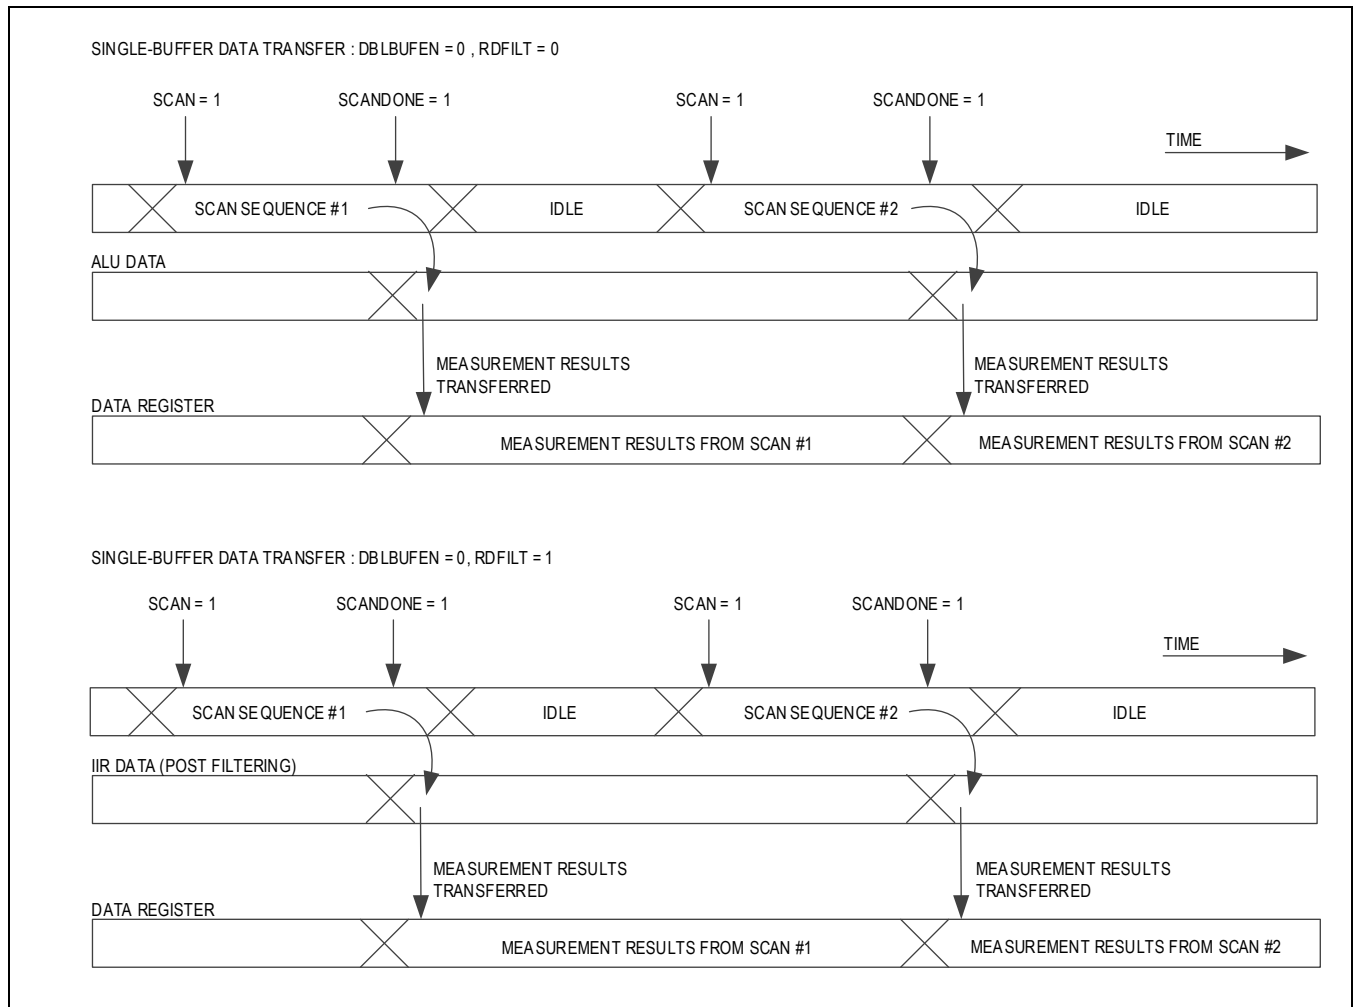 SINGLE-BUFFER DATA TRANSFER : DBLBUFEN = 0 , RDFILT = 0
SCAN = 1
SCANDONE = 1
SCAN = 1
SCANDONE = 1
TIME
SCAN SEQUENCE #1
IDLE
SCAN SEQUENCE #2
IDLE
ALU DATA
MEASUREMENT RESULTS
TRANSFERRED
MEASUREMENT RESULTS
TRANSFERRED
DATA REGISTER
MEASUREMENT RESULTS FROM SCAN #1
MEASUREMENT RESULTS FROM SCAN #2
SINGLE-BUFFER DATA TRANSFER : DBLBUFEN = 0, RDFILT = 1
SCAN = 1
SCANDONE = 1
SCAN = 1
SCANDONE = 1
TIME
SCAN SEQUENCE #1
IDLE
SCAN SEQUENCE #2
IDLE
IIR DATA (POST FILTERING)
MEASUREMENT RESULTS
TRANSFERRED
MEASUREMENT RESULTS
TRANSFERRED
DATA REGISTER
MEASUREMENT RESULTS FROM SCAN #1
MEASUREMENT RESULTS FROM SCAN #2